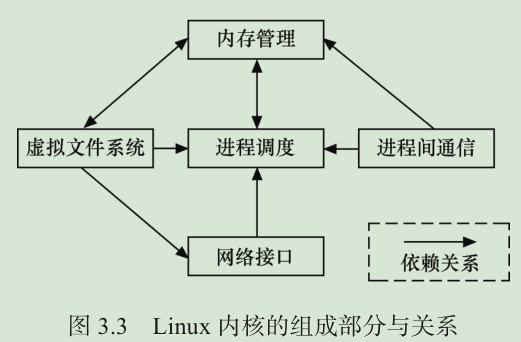 内存管理
虚拟文件系统
进程调度
进程间通信
网络接口
依赖关系
图 3.3 Linux 内核的组成部分与关系